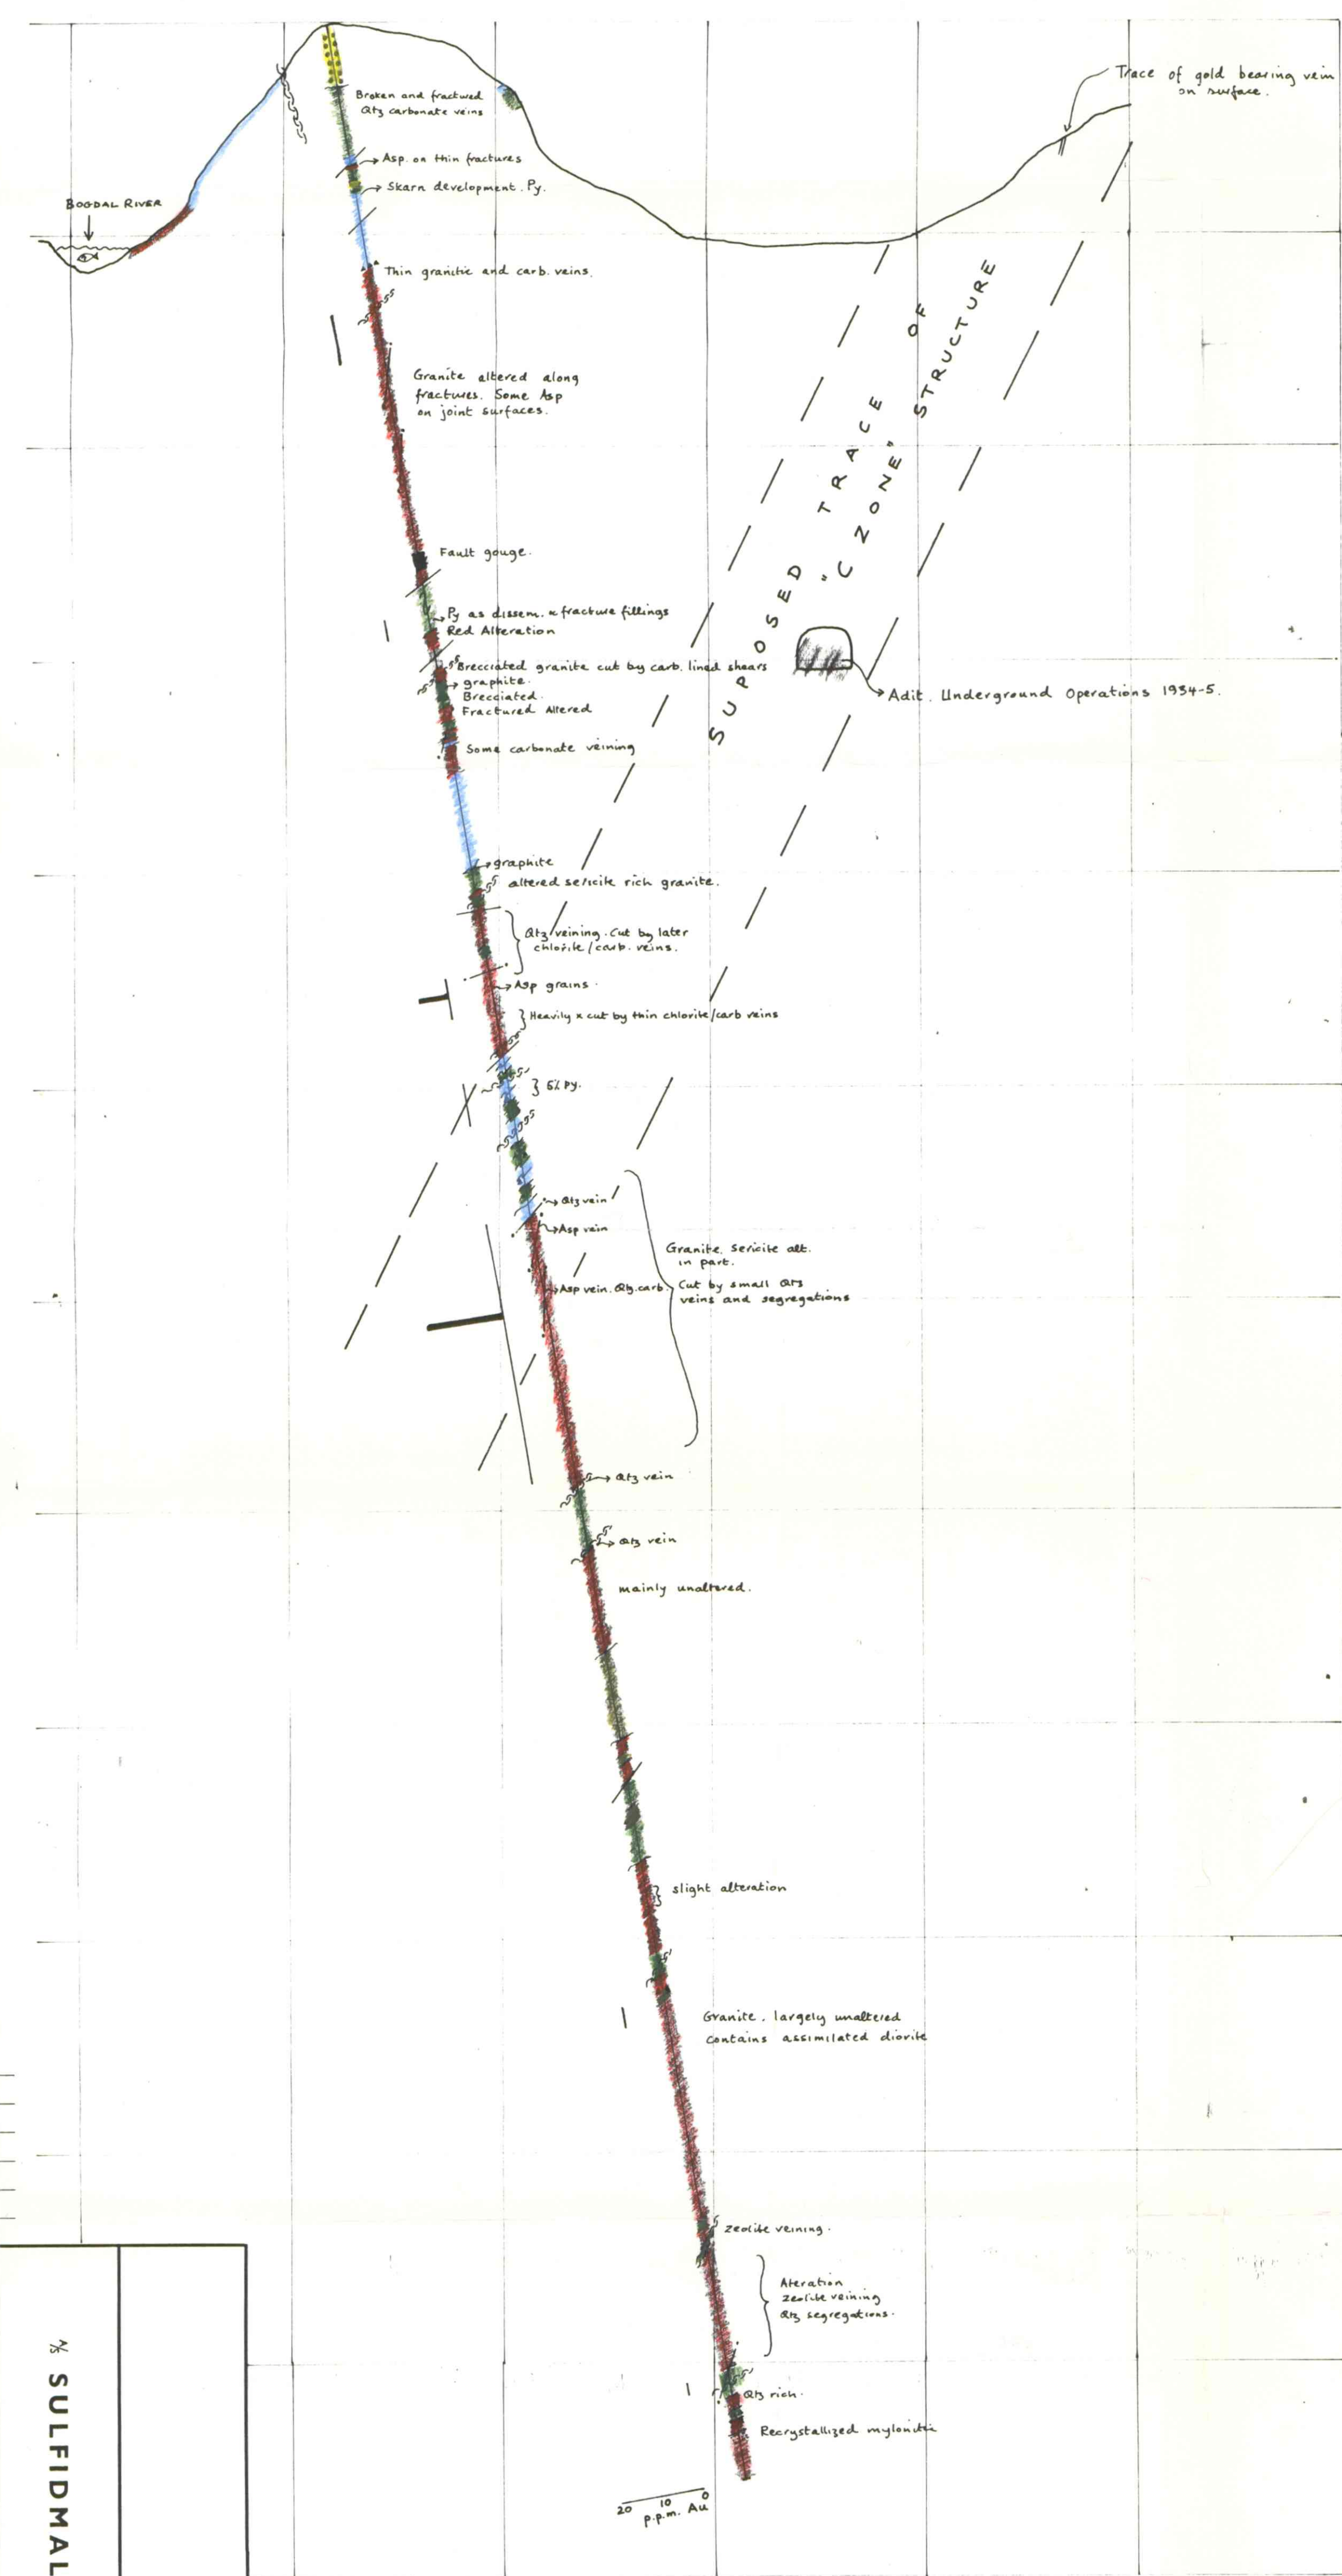 Trace of gold bearing vein
on surface.
Broken and fractured
Qtz carbonate veins
Asp. on thin fractures
Skarn development. Py.
BOGDAL RIVER
Thin granitic and carb. veins.
Granite altered along
fractures. Some Asp
on joint surfaces.
SUPOSED TRACE OF
"C ZONE" STRUCTURE
Fault gouge.
Py as dissem. & fracture fillings
Red Alteration
Brecciated granite cut by carb. lined shears
graphite.
Brecciated.
Fractured Altered
Adit. Underground Operations 1934-5.
Some carbonate veining
graphite
altered sericite rich granite.
Qtz veining. Cut by later
chlorite/carb. veins.
Asp grains.
Heavily x cut by thin chlorite/carb veins
5% Py.
Qtz vein
Asp vein
Granite. Sericite alt.
in part.
Asp vein. Qtz. carb.
Cut by small Qtz
veins and segregations
Qtz vein
Qtz vein
mainly unaltered.
slight alteration
Granite. largely unaltered
contains assimilated diorite
zeolite veining.
Ateration
zeolite veining
Qtz segregations.
Qtz rich.
Recrystallized mylonite
20 10 0
p.p.m. Au
A/S SULFIDMAL